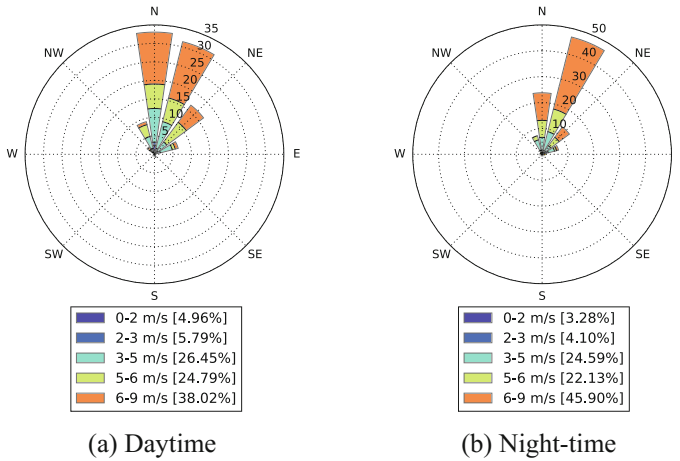 N
35
30
25
20
15
10
5
NW
NE
W
E
SW
SE
S
0-2 m/s [4.96%]
2-3 m/s [5.79%]
3-5 m/s [26.45%]
5-6 m/s [24.79%]
6-9 m/s [38.02%]
(a) Daytime
N
50
40
30
20
10
NW
NE
W
E
SW
SE
S
0-2 m/s [3.28%]
2-3 m/s [4.10%]
3-5 m/s [24.59%]
5-6 m/s [22.13%]
6-9 m/s [45.90%]
(b) Night-time